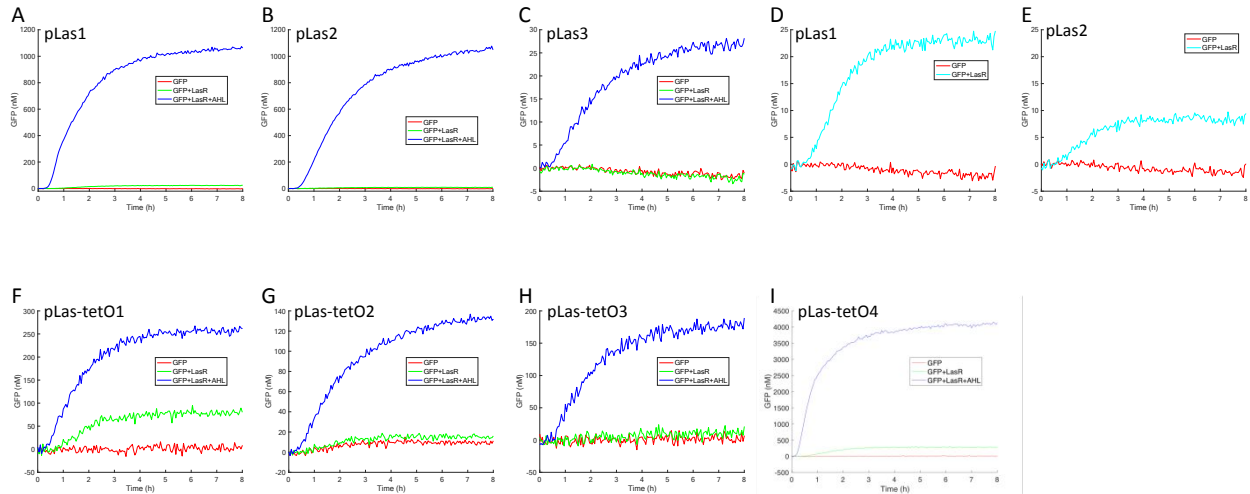 A
pLas1
GFP (nM)
1200
1000
800
600
400
200
0
GFP
GFP+LasR
GFP+LasR+AHL
0 1 2 3 4 5 6 7 8
Time (h)
B
pLas2
GFP (nM)
1200
1000
800
600
400
200
0
GFP
GFP+LasR
GFP+LasR+AHL
0 1 2 3 4 5 6 7 8
Time (h)
C
pLas3
GFP (nM)
30
25
20
15
10
5
0
-5
GFP
GFP+LasR
GFP+LasR+AHL
0 1 2 3 4 5 6 7 8
Time (h)
D
pLas1
GFP (nM)
25
20
15
10
5
0
-5
GFP
GFP+LasR
0 1 2 3 4 5 6 7 8
Time (h)
E
pLas2
GFP (nM)
25
20
15
10
5
0
-5
GFP
GFP+LasR
0 1 2 3 4 5 6 7 8
Time (h)
F
pLas-tetO1
GFP (nM)
300
250
200
150
100
50
0
-50
GFP
GFP+LasR
GFP+LasR+AHL
0 1 2 3 4 5 6 7 8
Time (h)
G
pLas-tetO2
GFP (nM)
140
120
100
80
60
40
20
0
-20
GFP
GFP+LasR
GFP+LasR+AHL
0 1 2 3 4 5 6 7 8
Time (h)
H
pLas-tetO3
GFP (nM)
200
150
100
50
0
-50
GFP
GFP+LasR
GFP+LasR+AHL
0 1 2 3 4 5 6 7 8
Time (h)
I
pLas-tetO4
GFP (nM)
4500
4000
3500
3000
2500
2000
1500
1000
500
0
-500
GFP
GFP+LasR
GFP+LasR+AHL
0 1 2 3 4 5 6 7 8
Time (h)